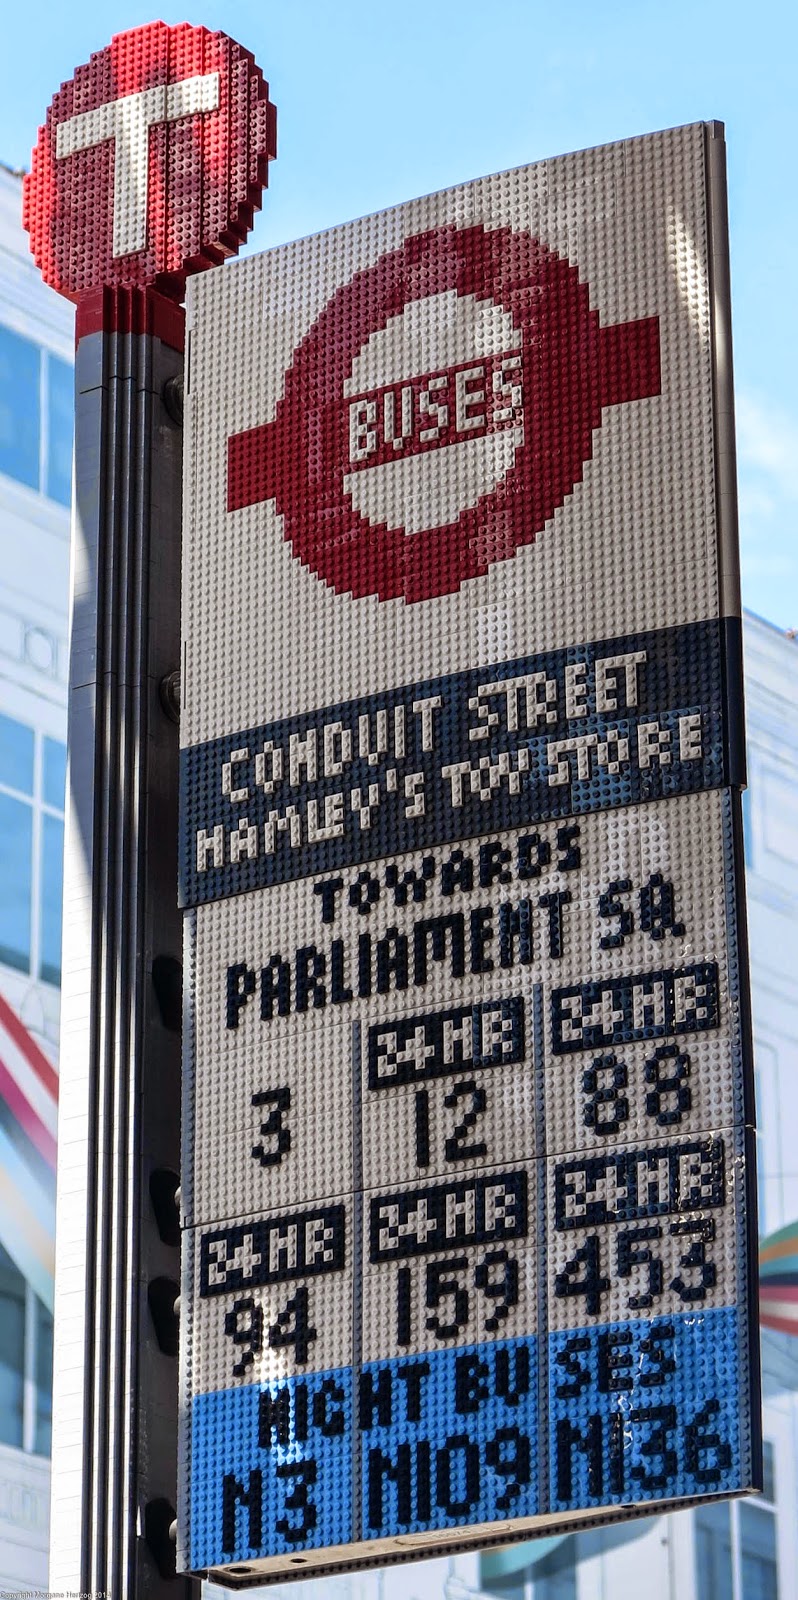 T
BUSES
CONDUIT STREET
HAMLEY'S TOY STORE
TOWARDS
PARLIAMENT SQ.
24HR 24HR
3 12 88
24HR 24HR 24HR
94 159 453
NIGHT BUSES
N3 N109 N136